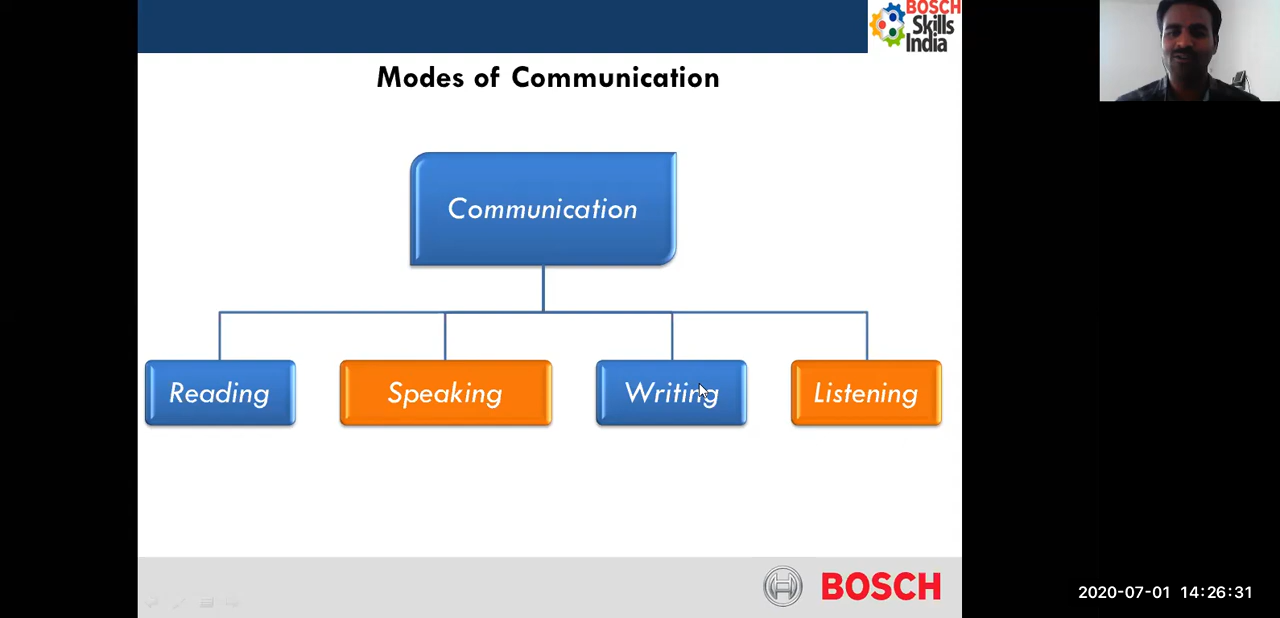 BOSCH
Skills
India
Modes of Communication
Communication
Reading
Speaking
Writing
Listening
BOSCH
2020-07-01 14:26:31